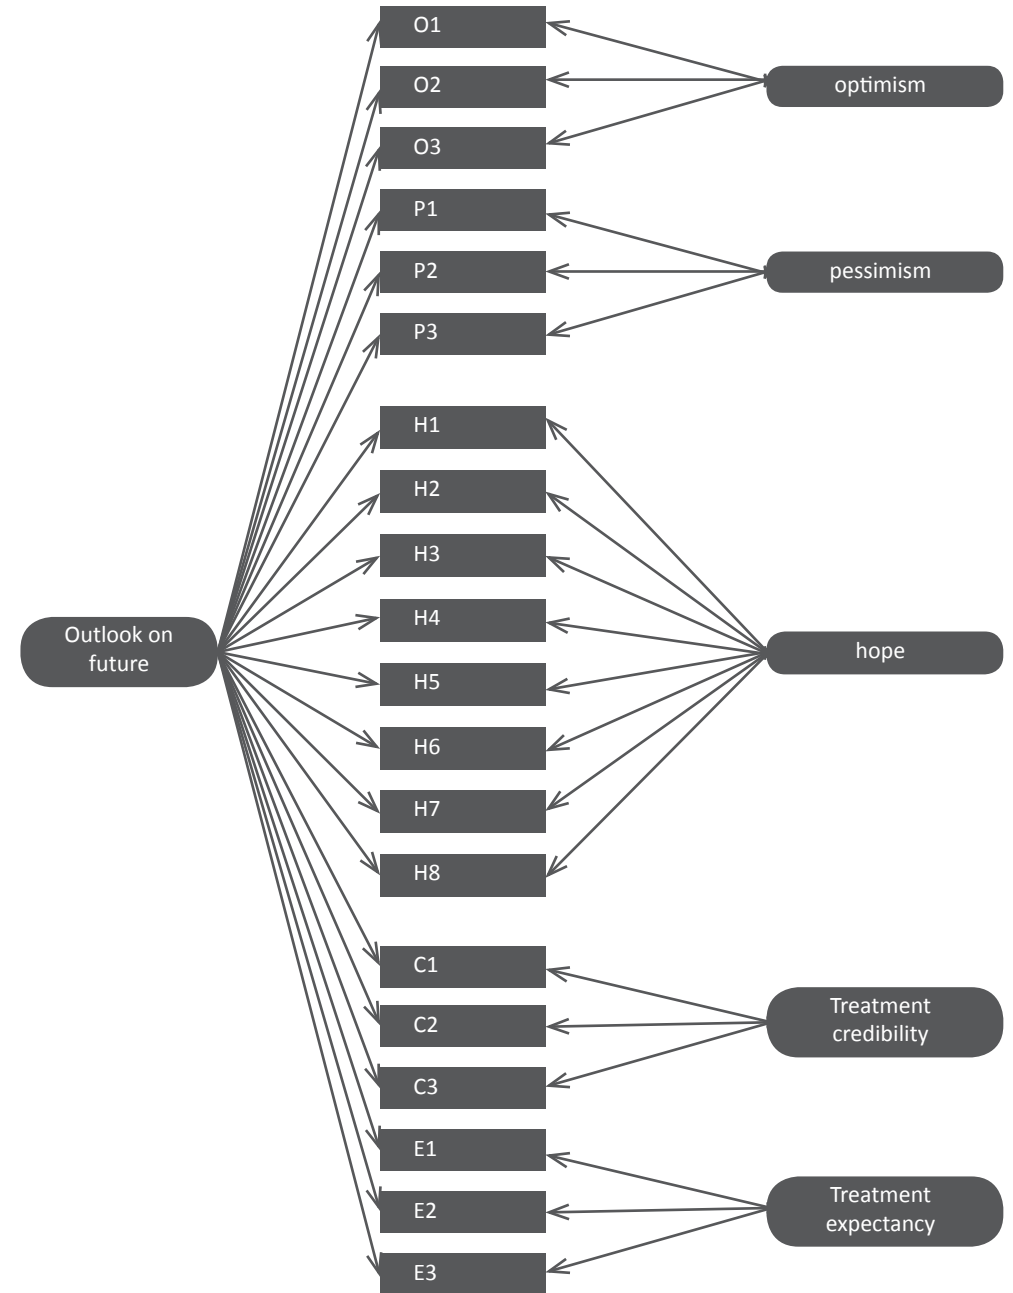 O1
O2
O3
P1
P2
P3
H1
H2
H3
H4
H5
H6
H7
H8
C1
C2
C3
E1
E2
E3
Outlook on
future
optimism
pessimism
hope
Treatment
credibility
Treatment
expectancy